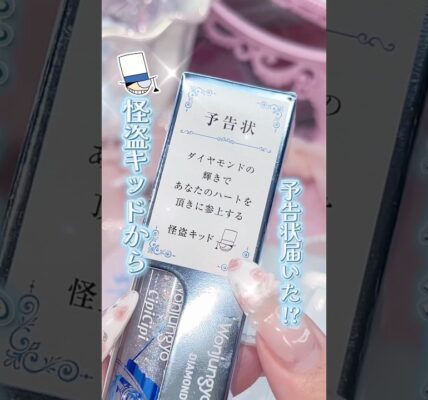 怪盗キッドから
予告状届いた!?
予告状
ダイヤモンドの
輝きで
あなたのハートを
頂きに参上する
怪盗キッド
Wonjungyo
CipiCipi
Wonjungyo
DIAMOND